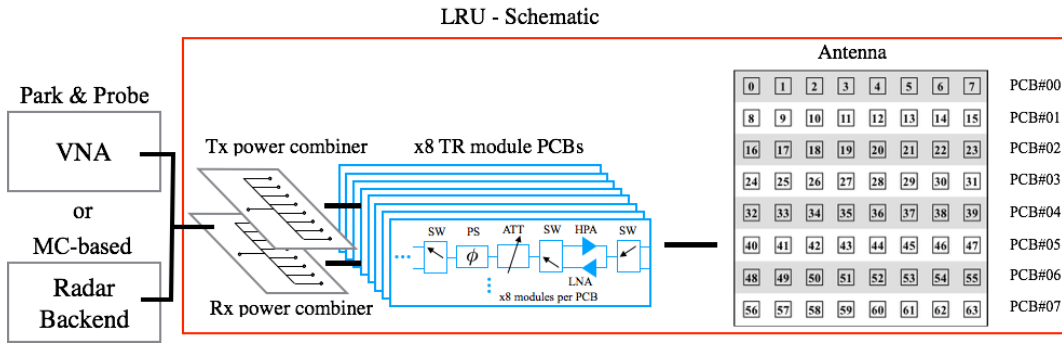 LRU - Schematic
Park & Probe
VNA
or
MC-based
Radar
Backend
Tx power combiner
Rx power combiner
x8 TR module PCBs
SW PS ATT SW HPA SW
ϕ
LNA
x8 modules per PCB
Antenna
0 1 2 3 4 5 6 7 PCB#00
8 9 10 11 12 13 14 15 PCB#01
16 17 18 19 20 21 22 23 PCB#02
24 25 26 27 28 29 30 31 PCB#03
32 33 34 35 36 37 38 39 PCB#04
40 41 42 43 44 45 46 47 PCB#05
48 49 50 51 52 53 54 55 PCB#06
56 57 58 59 60 61 62 63 PCB#07